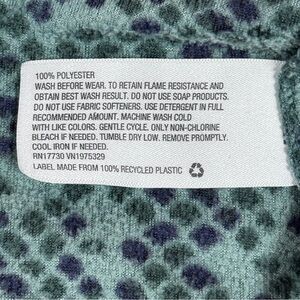 100% POLYESTER
WASH BEFORE WEAR. TO RETAIN FLAME RESISTANCE AND
OBTAIN BEST WASH RESULT. DO NOT USE SOAP PRODUCTS.
DO NOT USE FABRIC SOFTENERS. USE DETERGENT IN FULL
RECOMMENDED AMOUNT. MACHINE WASH COLD
WITH LIKE COLORS. GENTLE CYCLE. ONLY NON-CHLORINE
BLEACH IF NEEDED. TUMBLE DRY LOW. REMOVE PROMPTLY.
COOL IRON IF NEEDED.
RN17730 VN1975329
LABEL MADE FROM 100% RECYCLED PLASTIC